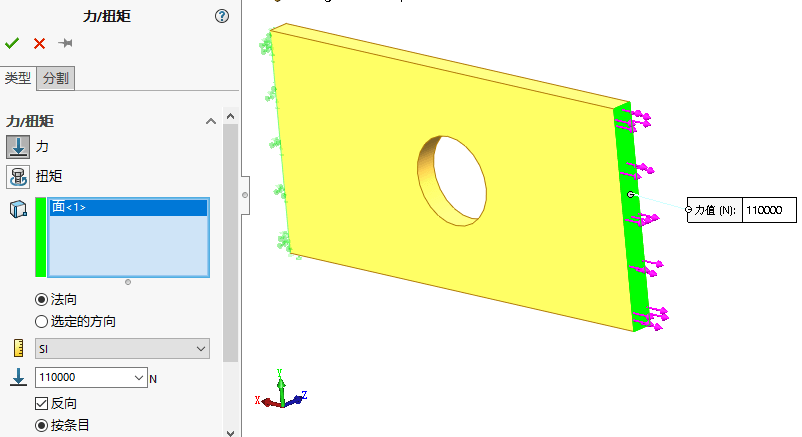 力/扭矩
?
类型
分割
力/扭矩
力
扭矩
面<1>
法向
选定的方向
SI
110000
N
反向
按条目
力值 (N):
110000
Y
X
Z